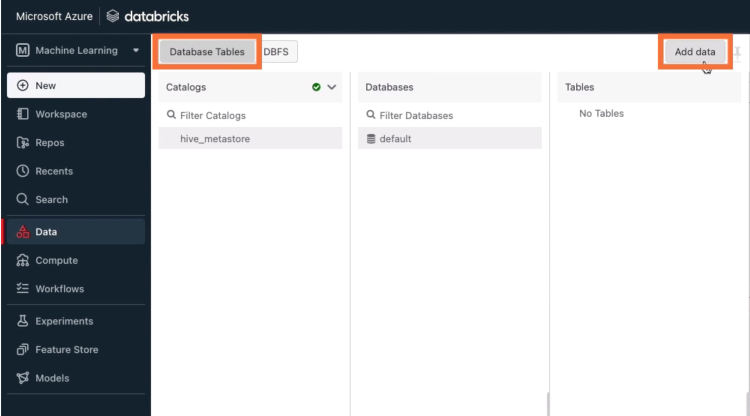 Microsoft Azure databricks
M Machine Learning
New
Workspace
Repos
Recents
Search
Data
Compute
Workflows
Experiments
Feature Store
Models
Database Tables DBFS
Add data
Catalogs
Filter Catalogs
hive_metastore
Databases
Filter Databases
default
Tables
No Tables